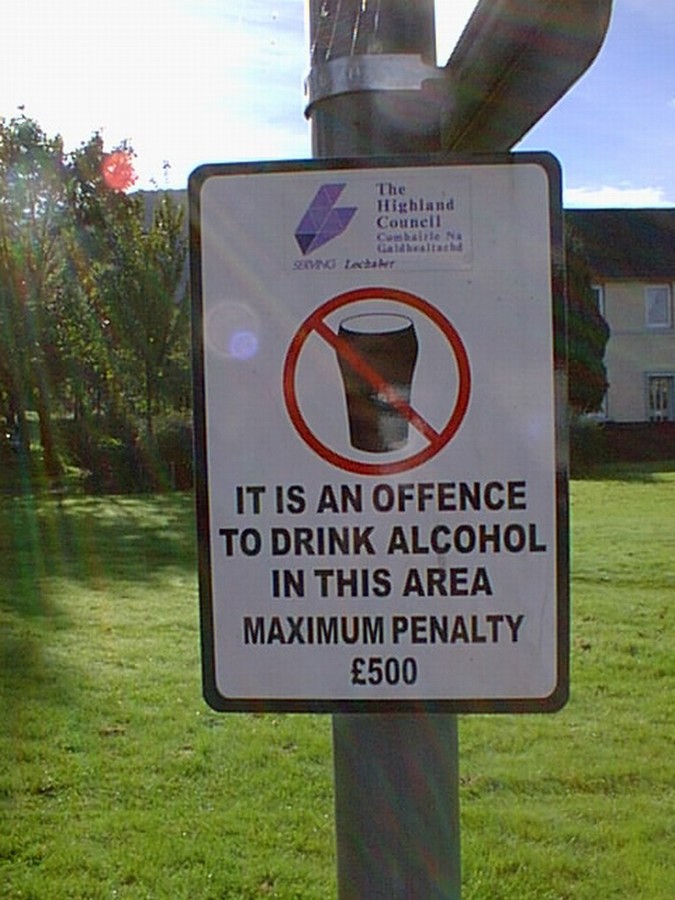 The
Highland
Council
Comhairle Na
Gaidhealtachd
SERVING Lochaber
IT IS AN OFFENCE
TO DRINK ALCOHOL
IN THIS AREA
MAXIMUM PENALTY
£500